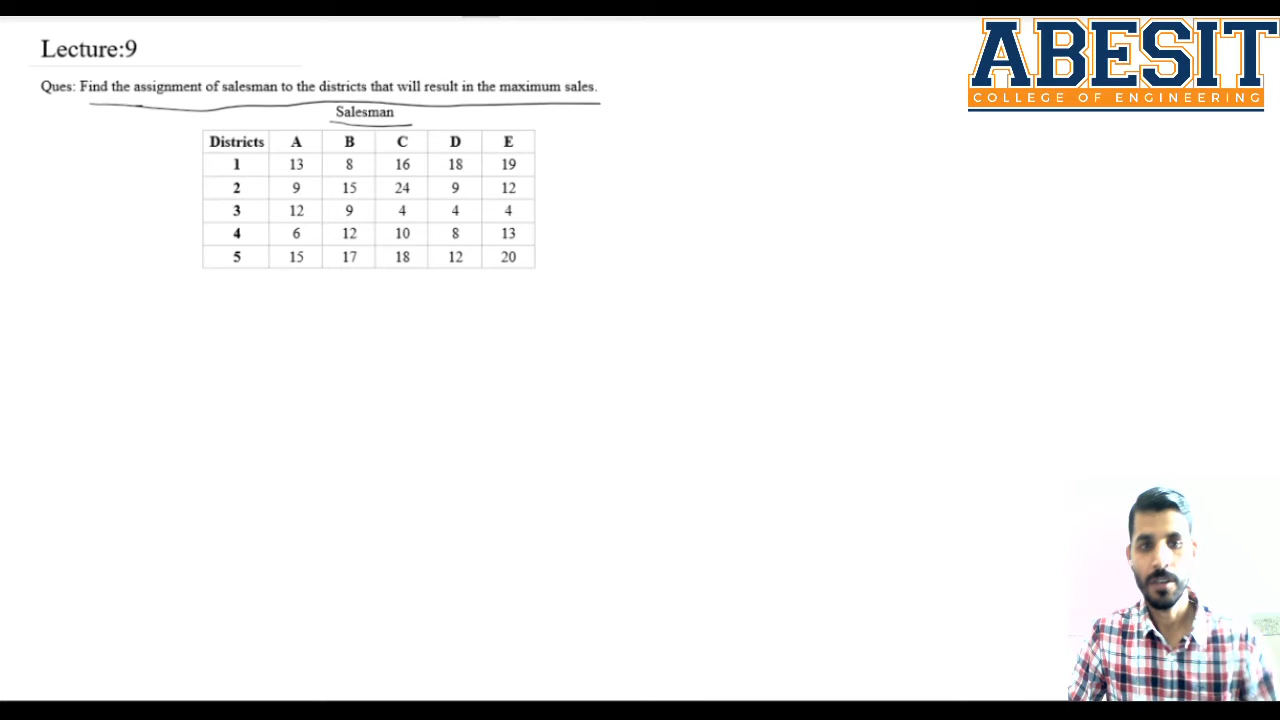 Lecture:9
ABESIT
COLLEGE OF ENGINEERING
Ques: Find the assignment of salesman to the districts that will result in the maximum sales.
Salesman
Districts A B C D E
1 13 8 16 18 19
2 9 15 24 9 12
3 12 9 4 4 4
4 6 12 10 8 13
5 15 17 18 12 20